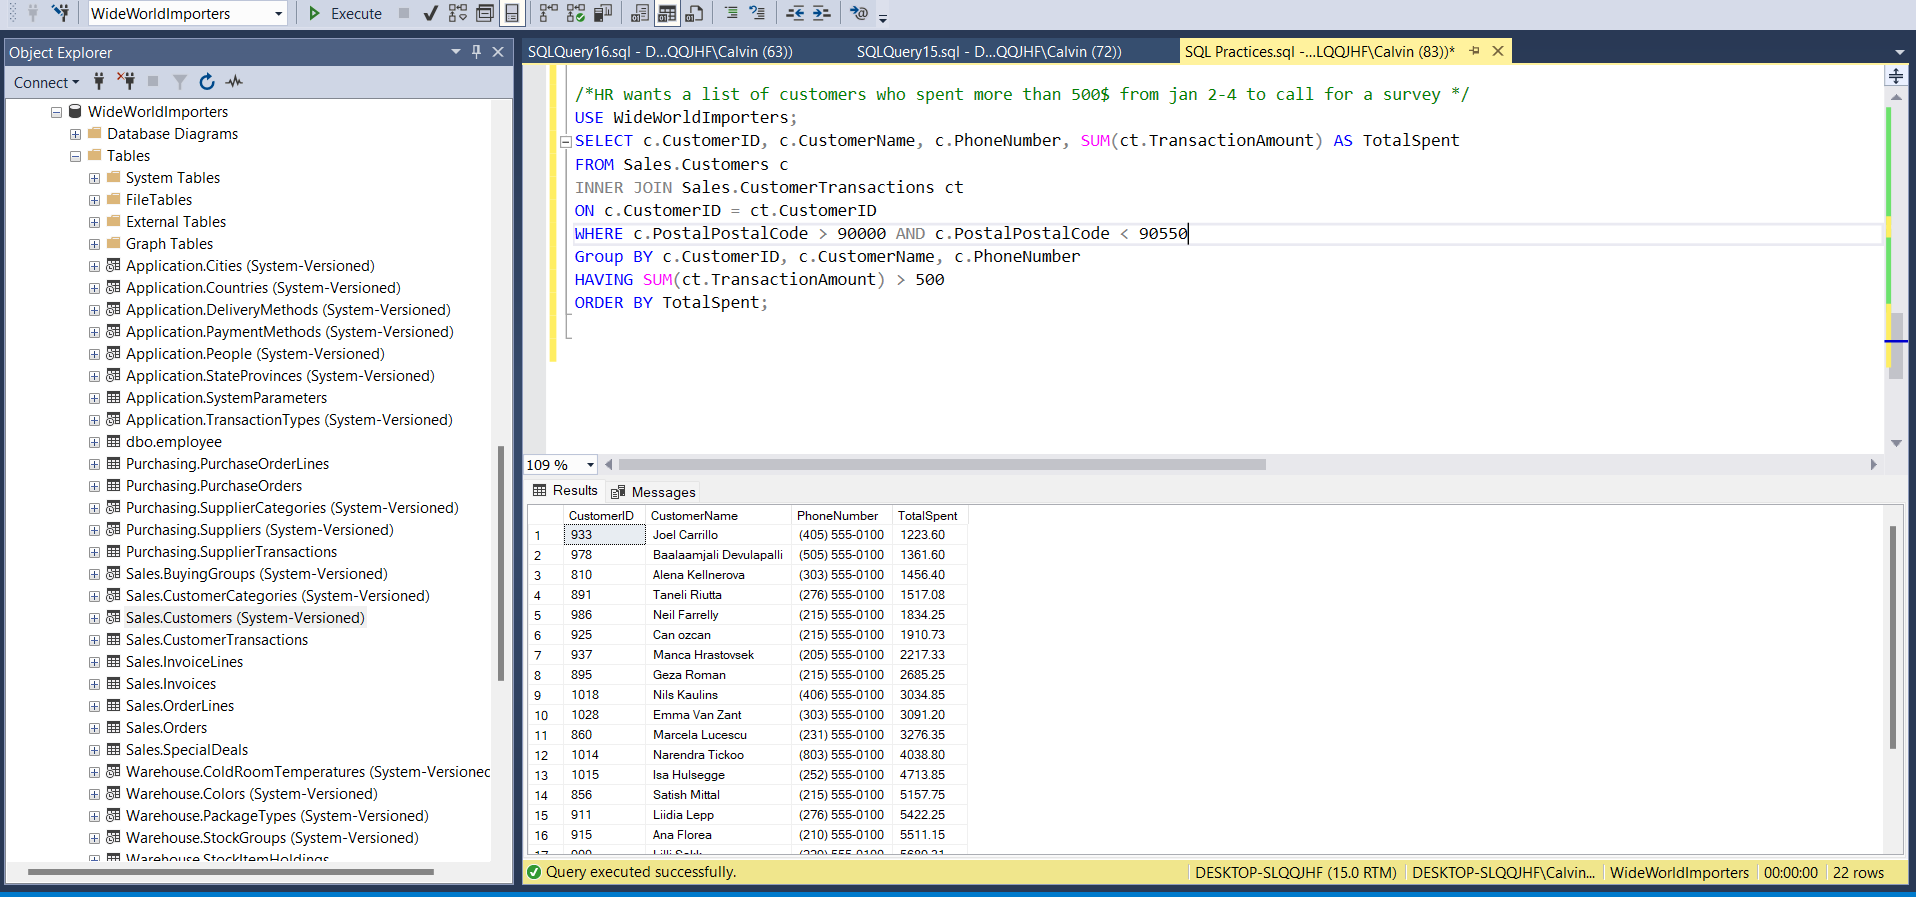 WideWorldImporters
Execute
Object Explorer
Connect
WideWorldImporters
Database Diagrams
Tables
System Tables
FileTables
External Tables
Graph Tables
Application.Cities (System-Versioned)
Application.Countries (System-Versioned)
Application.DeliveryMethods (System-Versioned)
Application.PaymentMethods (System-Versioned)
Application.People (System-Versioned)
Application.StateProvinces (System-Versioned)
Application.SystemParameters
Application.TransactionTypes (System-Versioned)
dbo.employee
Purchasing.PurchaseOrderLines
Purchasing.PurchaseOrders
Purchasing.SupplierCategories (System-Versioned)
Purchasing.Suppliers (System-Versioned)
Purchasing.SupplierTransactions
Sales.BuyingGroups (System-Versioned)
Sales.CustomerCategories (System-Versioned)
Sales.Customers (System-Versioned)
Sales.CustomerTransactions
Sales.InvoiceLines
Sales.Invoices
Sales.OrderLines
Sales.Orders
Sales.SpecialDeals
Warehouse.ColdRoomTemperatures (System-Versioned
Warehouse.Colors (System-Versioned)
Warehouse.PackageTypes (System-Versioned)
Warehouse.StockGroups (System-Versioned)
Warehouse.StockItemHoldings
SQLQuery16.sql - D...QQJHF\Calvin (63)) SQLQuery15.sql - D...QQJHF\Calvin (72)) SQL Practices.sql -...LQQJHF\Calvin (83))*
/*HR wants a list of customers who spent more than 500$ from jan 2-4 to call for a survey */
USE WideWorldImporters;
SELECT c.CustomerID, c.CustomerName, c.PhoneNumber, SUM(ct.TransactionAmount) AS TotalSpent
FROM Sales.Customers c
INNER JOIN Sales.CustomerTransactions ct
ON c.CustomerID = ct.CustomerID
WHERE c.PostalPostalCode > 90000 AND c.PostalPostalCode < 90550
Group BY c.CustomerID, c.CustomerName, c.PhoneNumber
HAVING SUM(ct.TransactionAmount) > 500
ORDER BY TotalSpent;
109 %
Results Messages
CustomerID CustomerName PhoneNumber TotalSpent
1 933 Joel Carrillo (405) 555-0100 1223.60
2 978 Baalaamjali Devulapalli (505) 555-0100 1361.60
3 810 Alena Kellnerova (303) 555-0100 1456.40
4 891 Taneli Riutta (276) 555-0100 1517.08
5 986 Neil Farrelly (215) 555-0100 1834.25
6 925 Can ozcan (215) 555-0100 1910.73
7 937 Manca Hrastovsek (205) 555-0100 2217.33
8 895 Geza Roman (215) 555-0100 2685.25
9 1018 Nils Kaulins (406) 555-0100 3034.85
10 1028 Emma Van Zant (303) 555-0100 3091.20
11 860 Marcela Lucescu (231) 555-0100 3276.35
12 1014 Narendra Tickoo (803) 555-0100 4038.80
13 1015 Isa Hulsegge (252) 555-0100 4713.85
14 856 Satish Mittal (215) 555-0100 5157.75
15 911 Liidia Lepp (276) 555-0100 5422.25
16 915 Ana Florea (210) 555-0100 5511.15
Query executed successfully.
DESKTOP-SLQQJHF (15.0 RTM) DESKTOP-SLQQJHF\Calvin... WideWorldImporters 00:00:00 22 rows